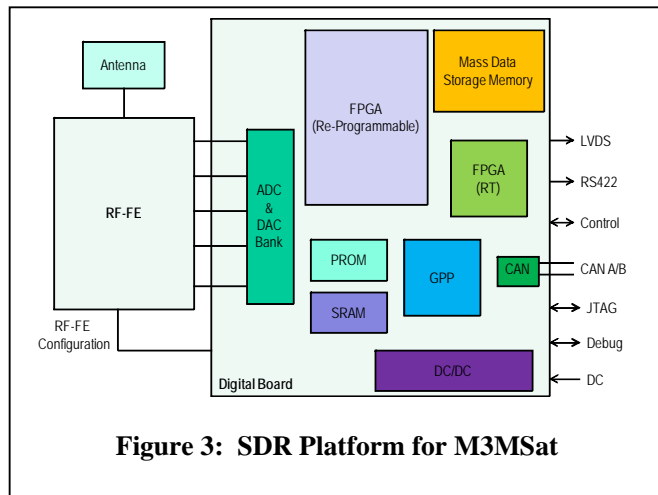 Antenna
RF-FE
RF-FE
Configuration
ADC
&
DAC
Bank
FPGA
(Re-Programmable)
Mass Data
Storage Memory
FPGA
(RT)
PROM
SRAM
GPP
CAN
DC/DC
Digital Board
LVDS
RS422
Control
CAN A/B
JTAG
Debug
DC
Figure 3: SDR Platform for M3MSat